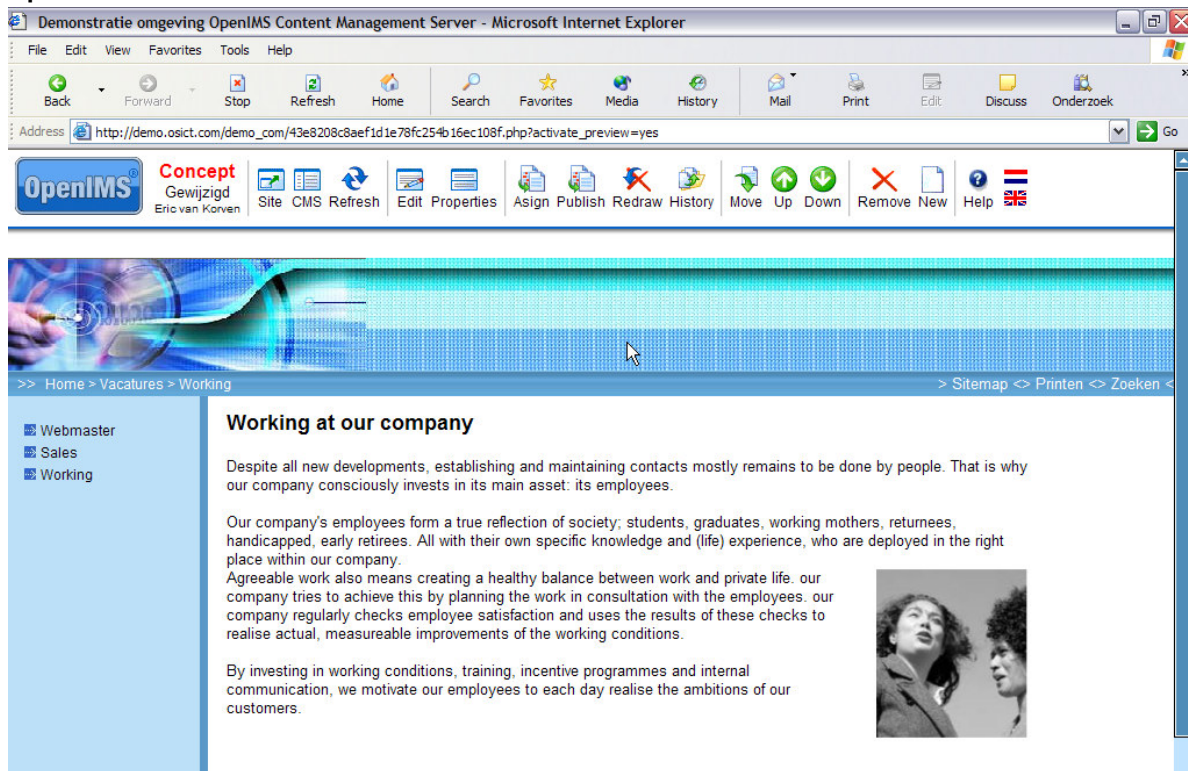 Demonstratie omgeving OpenIMS Content Management Server - Microsoft Internet Explorer
File Edit View Favorites Tools Help
Back Forward Stop Refresh Home Search Favorites Media History Mail Print Edit Discuss Onderzoek
Address http://demo.osict.com/demo_com/43e8208c8aef1d1e78fc254b16ec108f.php?activate_preview=yes Go
OpenIMS® Concept
Gewijzigd
Eric van Korven
Site CMS Refresh Edit Properties Asign Publish Redraw History Move Up Down Remove New Help
>> Home > Vacatures > Working > Sitemap <> Printen <> Zoeken <
Webmaster
Sales
Working
Working at our company
Despite all new developments, establishing and maintaining contacts mostly remains to be done by people. That is why
our company consciously invests in its main asset: its employees.
Our company's employees form a true reflection of society; students, graduates, working mothers, returnees,
handicapped, early retirees. All with their own specific knowledge and (life) experience, who are deployed in the right
place within our company.
Agreeable work also means creating a healthy balance between work and private life. our
company tries to achieve this by planning the work in consultation with the employees. our
company regularly checks employee satisfaction and uses the results of these checks to
realise actual, measureable improvements of the working conditions.
By investing in working conditions, training, incentive programmes and internal
communication, we motivate our employees to each day realise the ambitions of our
customers.